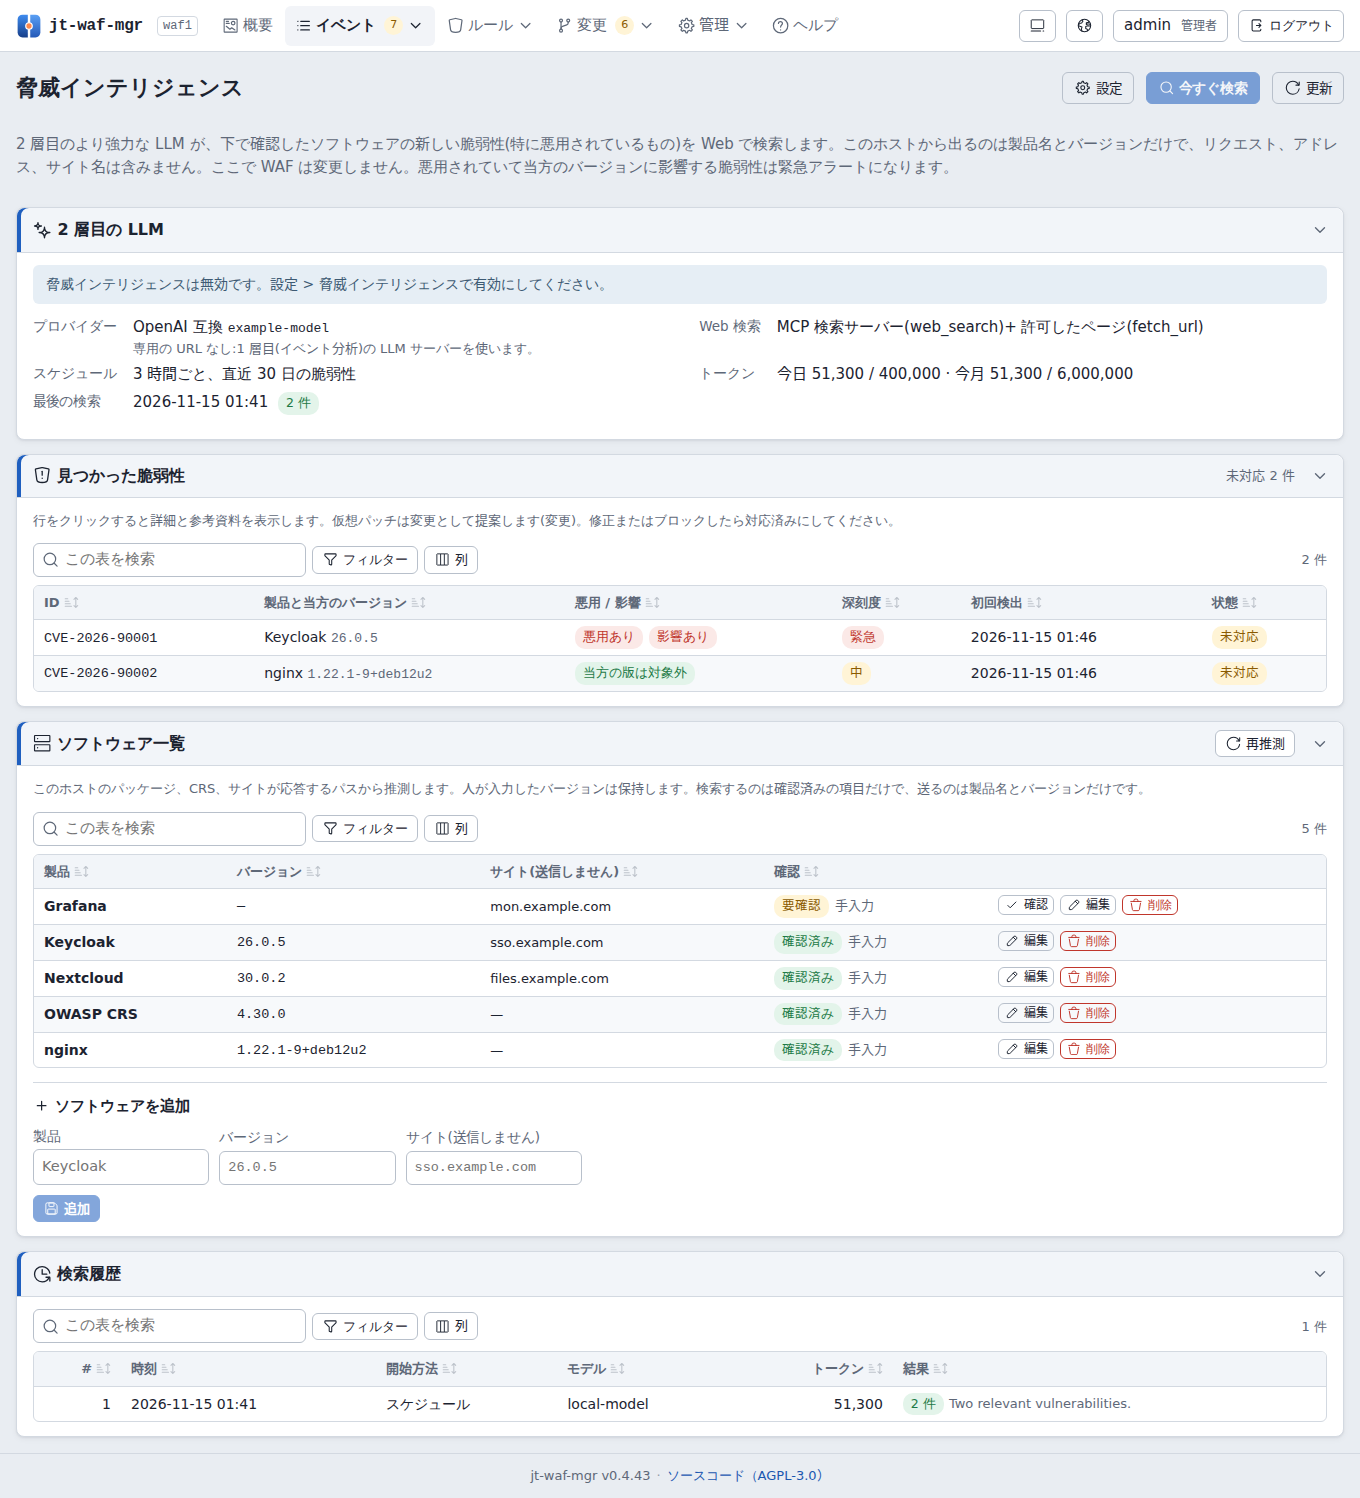 jt-waf-mgr waf1 概要 イベント 7 ルール 変更 6 管理 ヘルプ admin 管理者 ログアウト
脅威インテリジェンス 設定 今すぐ検索 更新
2 層目のより強力な LLM が、下で確認したソフトウェアの新しい脆弱性(特に悪用されているもの)を Web で検索します。このホストから出るのは製品名とバージョンだけで、リクエスト、アドレ
ス、サイト名は含みません。ここで WAF は変更しません。悪用されていて当方のバージョンに影響する脆弱性は緊急アラートになります。
2 層目の LLM
脅威インテリジェンスは無効です。設定 > 脅威インテリジェンスで有効にしてください。
プロバイダー OpenAI 互換 example-model Web 検索 MCP 検索サーバー(web_search)+ 許可したページ(fetch_url)
専用の URL なし:1 層目(イベント分析)の LLM サーバーを使います。
スケジュール 3 時間ごと、直近 30 日の脆弱性 トークン 今日 51,300 / 400,000 · 今月 51,300 / 6,000,000
最後の検索 2026-11-15 01:41 2 件
見つかった脆弱性 未対応 2 件
行をクリックすると詳細と参考資料を表示します。仮想パッチは変更として提案します(変更)。修正またはブロックしたら対応済みにしてください。
この表を検索 フィルター 列 2 件
ID 製品と当方のバージョン 悪用 / 影響 深刻度 初回検出 状態
CVE-2026-90001 Keycloak 26.0.5 悪用あり 影響あり 緊急 2026-11-15 01:46 未対応
CVE-2026-90002 nginx 1.22.1-9+deb12u2 当方の版は対象外 中 2026-11-15 01:46 未対応
ソフトウェア一覧 再推測
このホストのパッケージ、CRS、サイトが応答するパスから推測します。人が入力したバージョンは保持します。検索するのは確認済みの項目だけで、送るのは製品名とバージョンだけです。
この表を検索 フィルター 列 5 件
製品 バージョン サイト(送信しません) 確認
Grafana — mon.example.com 要確認 手入力 確認 編集 削除
Keycloak 26.0.5 sso.example.com 確認済み 手入力 編集 削除
Nextcloud 30.0.2 files.example.com 確認済み 手入力 編集 削除
OWASP CRS 4.30.0 — 確認済み 手入力 編集 削除
nginx 1.22.1-9+deb12u2 — 確認済み 手入力 編集 削除
ソフトウェアを追加
製品 バージョン サイト(送信しません)
Keycloak 26.0.5 sso.example.com
追加
検索履歴
この表を検索 フィルター 列 1 件
# 時刻 開始方法 モデル トークン 結果
1 2026-11-15 01:41 スケジュール local-model 51,300 2 件 Two relevant vulnerabilities.
jt-waf-mgr v0.4.43 · ソースコード（AGPL-3.0）